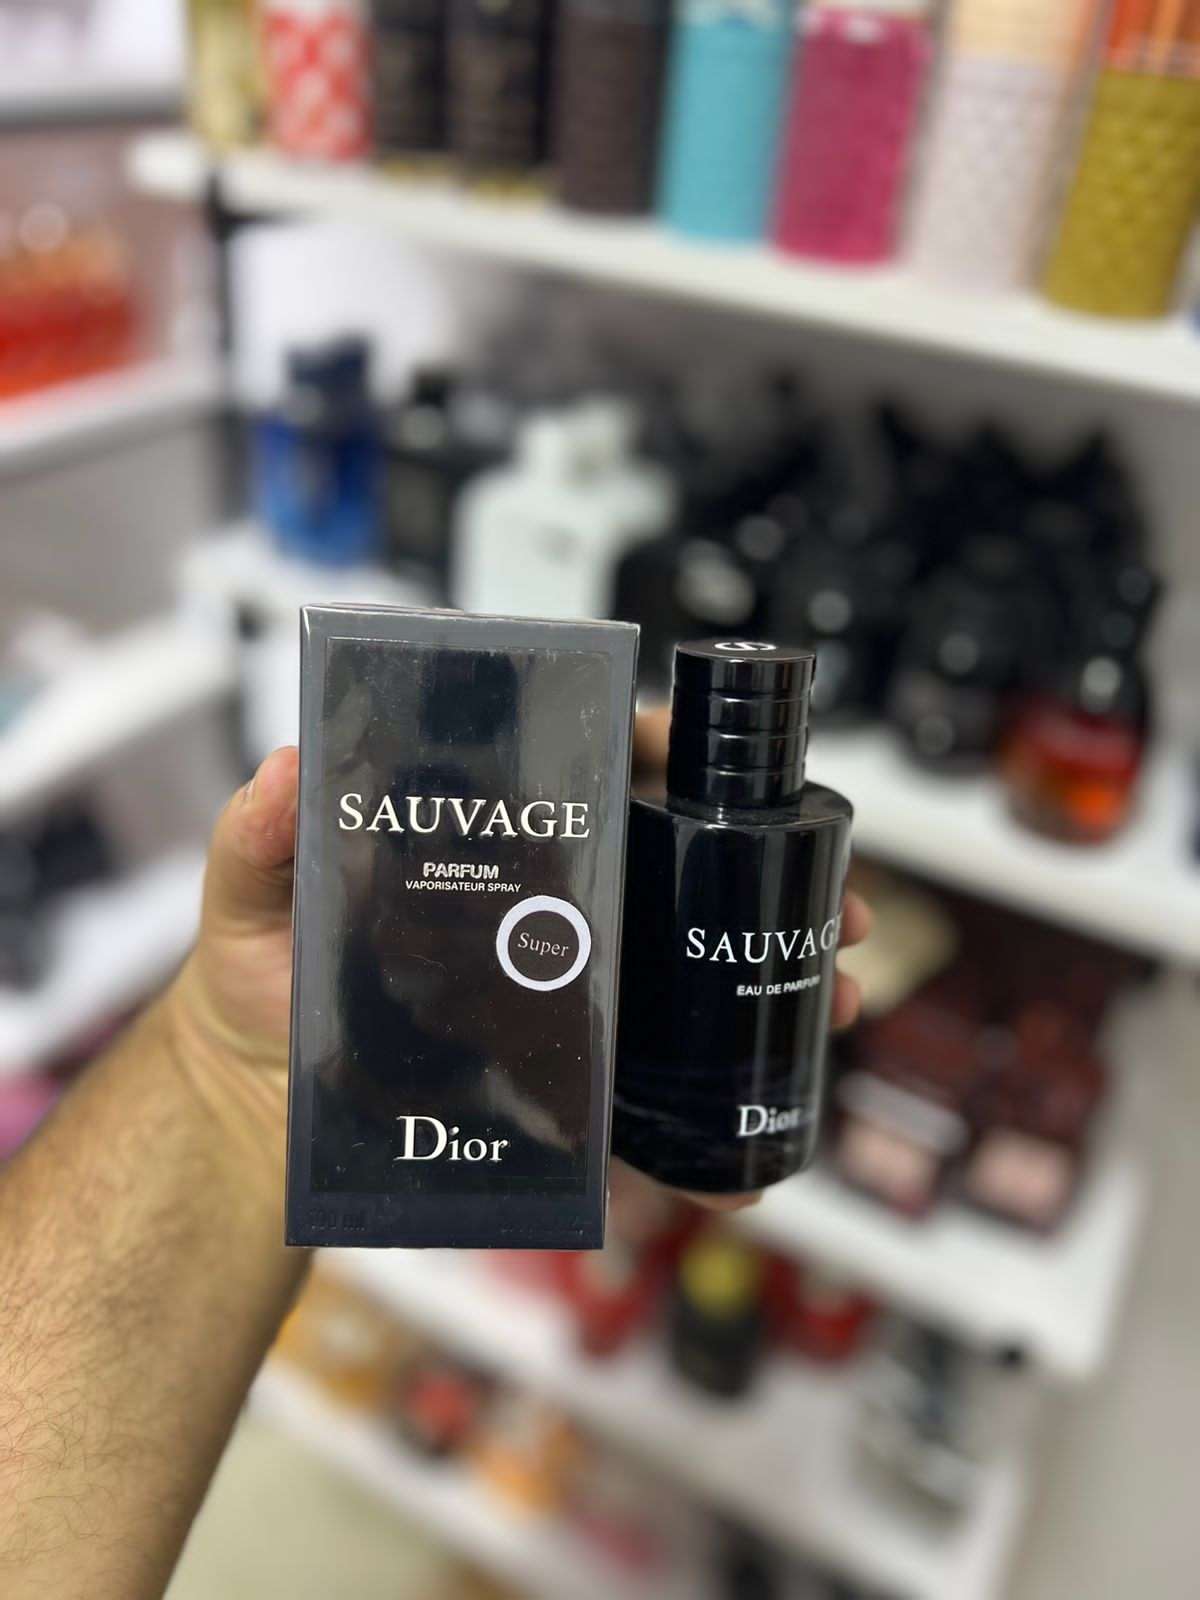 SAUVAGE
PARFUM
VAPORISATEUR SPRAY
Super
Dior
SAUVAGE
EAU DE PARFUM
Dior